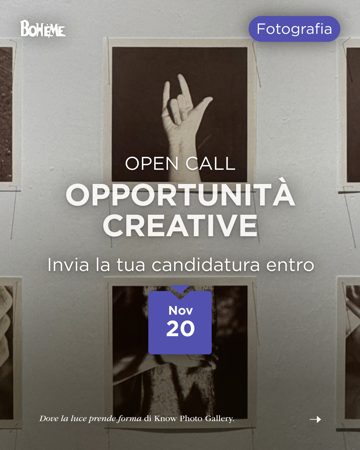 BOHÈME
Fotografia
OPEN CALL
OPPORTUNITÀ
CREATIVE
Invia la tua candidatura entro
Nov
20
Dove la luce prende forma di Know Photo Gallery.